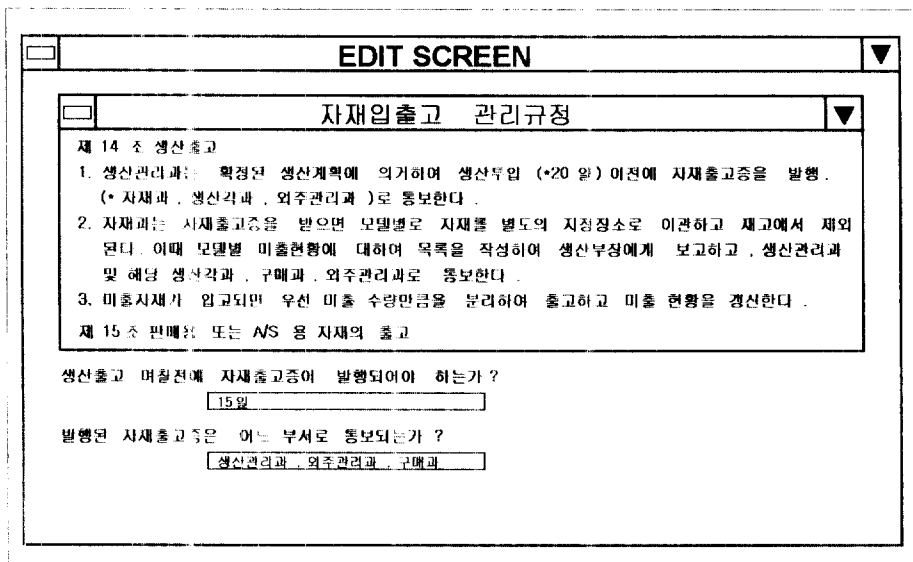 EDIT SCREEN
자재입출고 관리규정
제 14 조 생산출고
1. 생산관리과는 확정된 생산계획에 의거하여 생산투입 (*20 일) 이전에 자재출고증을 발행.
(* 자재과 , 생산각과 , 외주관리과 )로 통보한다 .
2. 자재과는 자재출고증을 받으면 모델별로 자재를 별도의 지정장소로 이관하고 재고에서 제외
된다. 이때 모델별 미출현황에 대하여 목록을 작성하여 생산부장에게 보고하고 , 생산관리과
및 해당 생산각과 , 구매과 , 외주관리과로 통보한다 .
3. 미출자재가 입고되면 우선 미출 수량만큼을 분리하여 출고하고 미출 현황을 갱신한다 .
제 15 조 판매용 또는 A/S 용 자재의 출고
생산출고 며칠전에 자재출고증이 발행되어야 하는가 ?
15일
발행된 자재출고증은 어느 부서로 통보되는가 ?
생산관리과 , 외주관리과 , 구매과